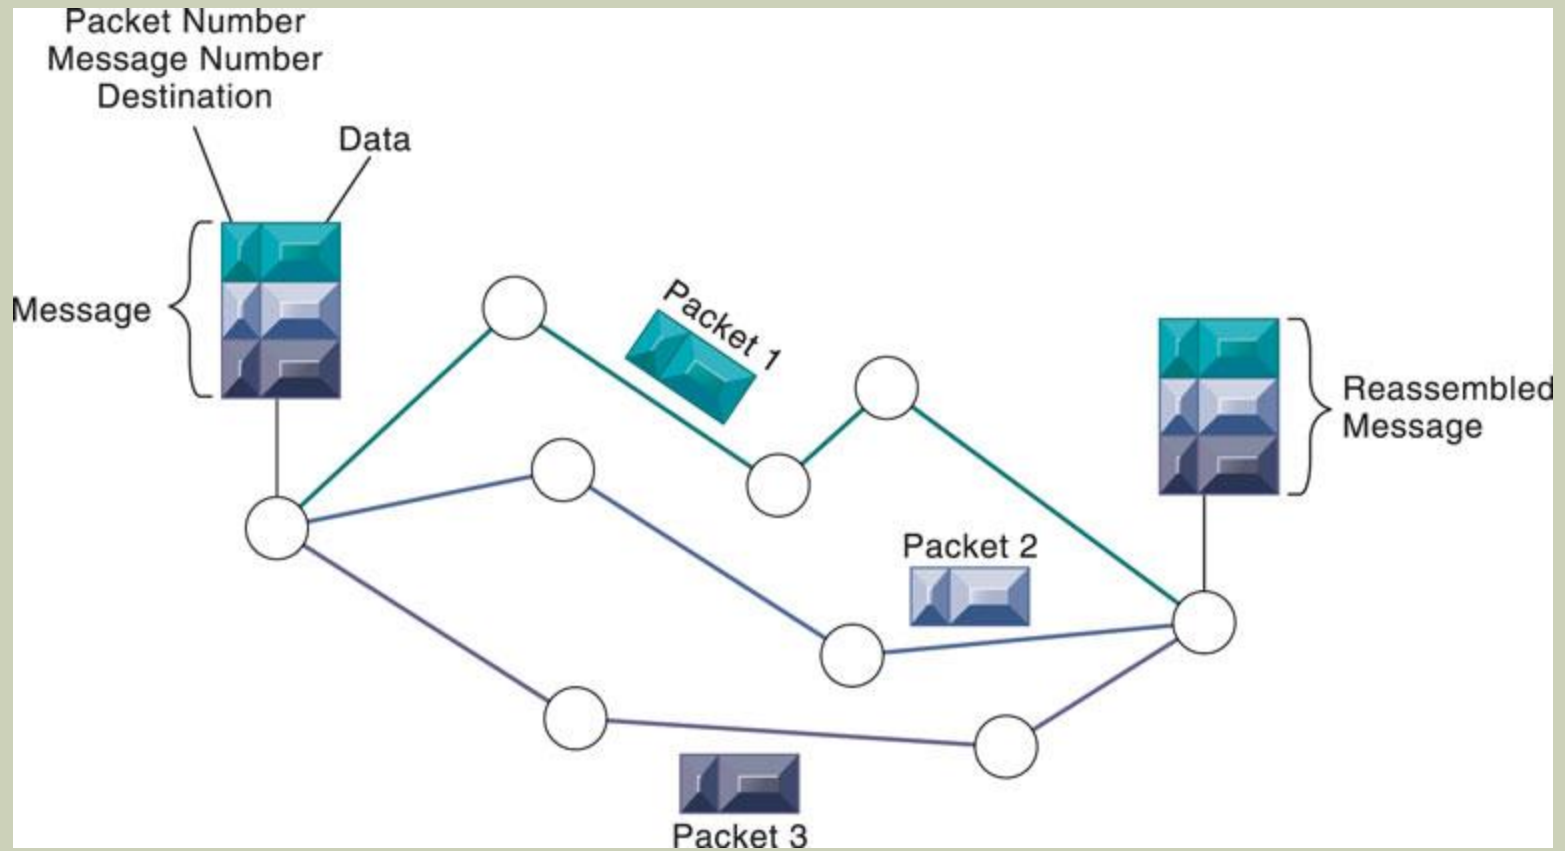 Packet Number
Message Number
Destination
Data
Message
Packet 1
Reassembled
Message
Packet 2
Packet 3